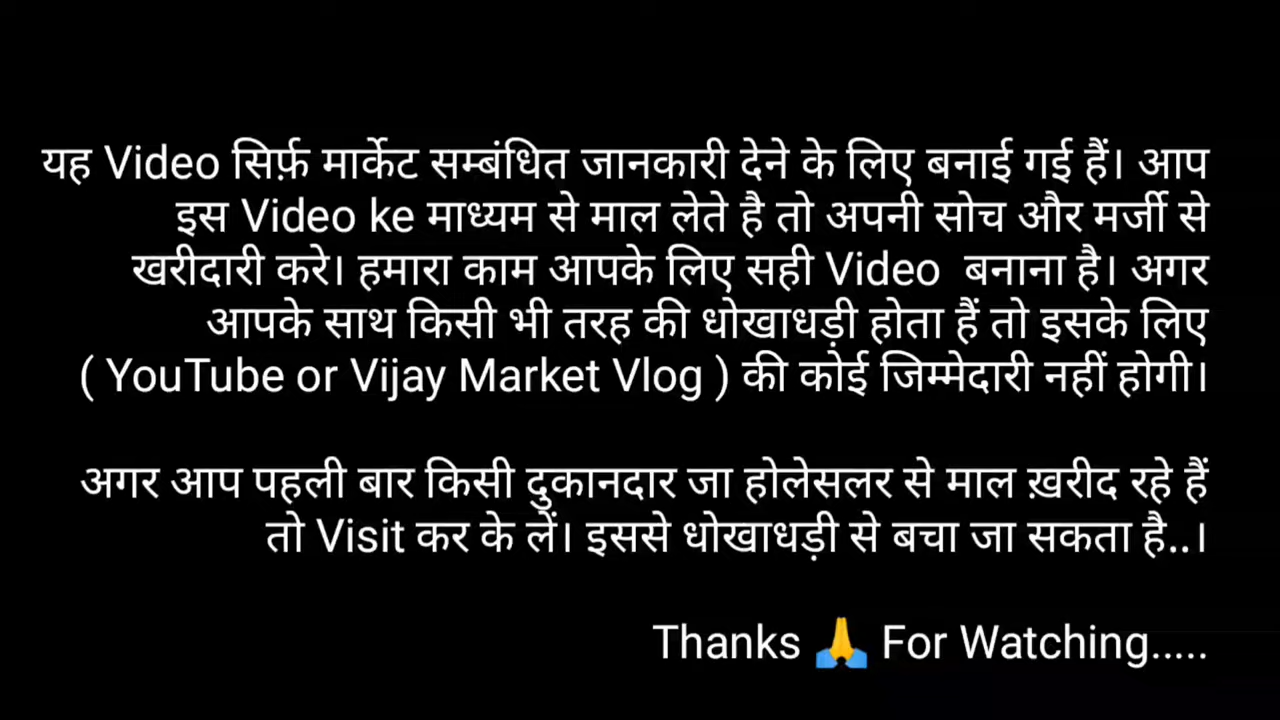 यह Video सिर्फ़ मार्केट सम्बंधित जानकारी देने के लिए बनाई गई हैं। आप
इस Video ke माध्यम से माल लेते है तो अपनी सोच और मर्जी से
खरीदारी करे। हमारा काम आपके लिए सही Video  बनाना है। अगर
आपके साथ किसी भी तरह की धोखाधड़ी होता हैं तो इसके लिए
( YouTube or Vijay Market Vlog ) की कोई जिम्मेदारी नहीं होगी।
अगर आप पहली बार किसी दुकानदार जा होलेसलर से माल ख़रीद रहे हैं
तो Visit कर के लें। इससे धोखाधड़ी से बचा जा सकता है..।
Thanks 🙏 For Watching.....